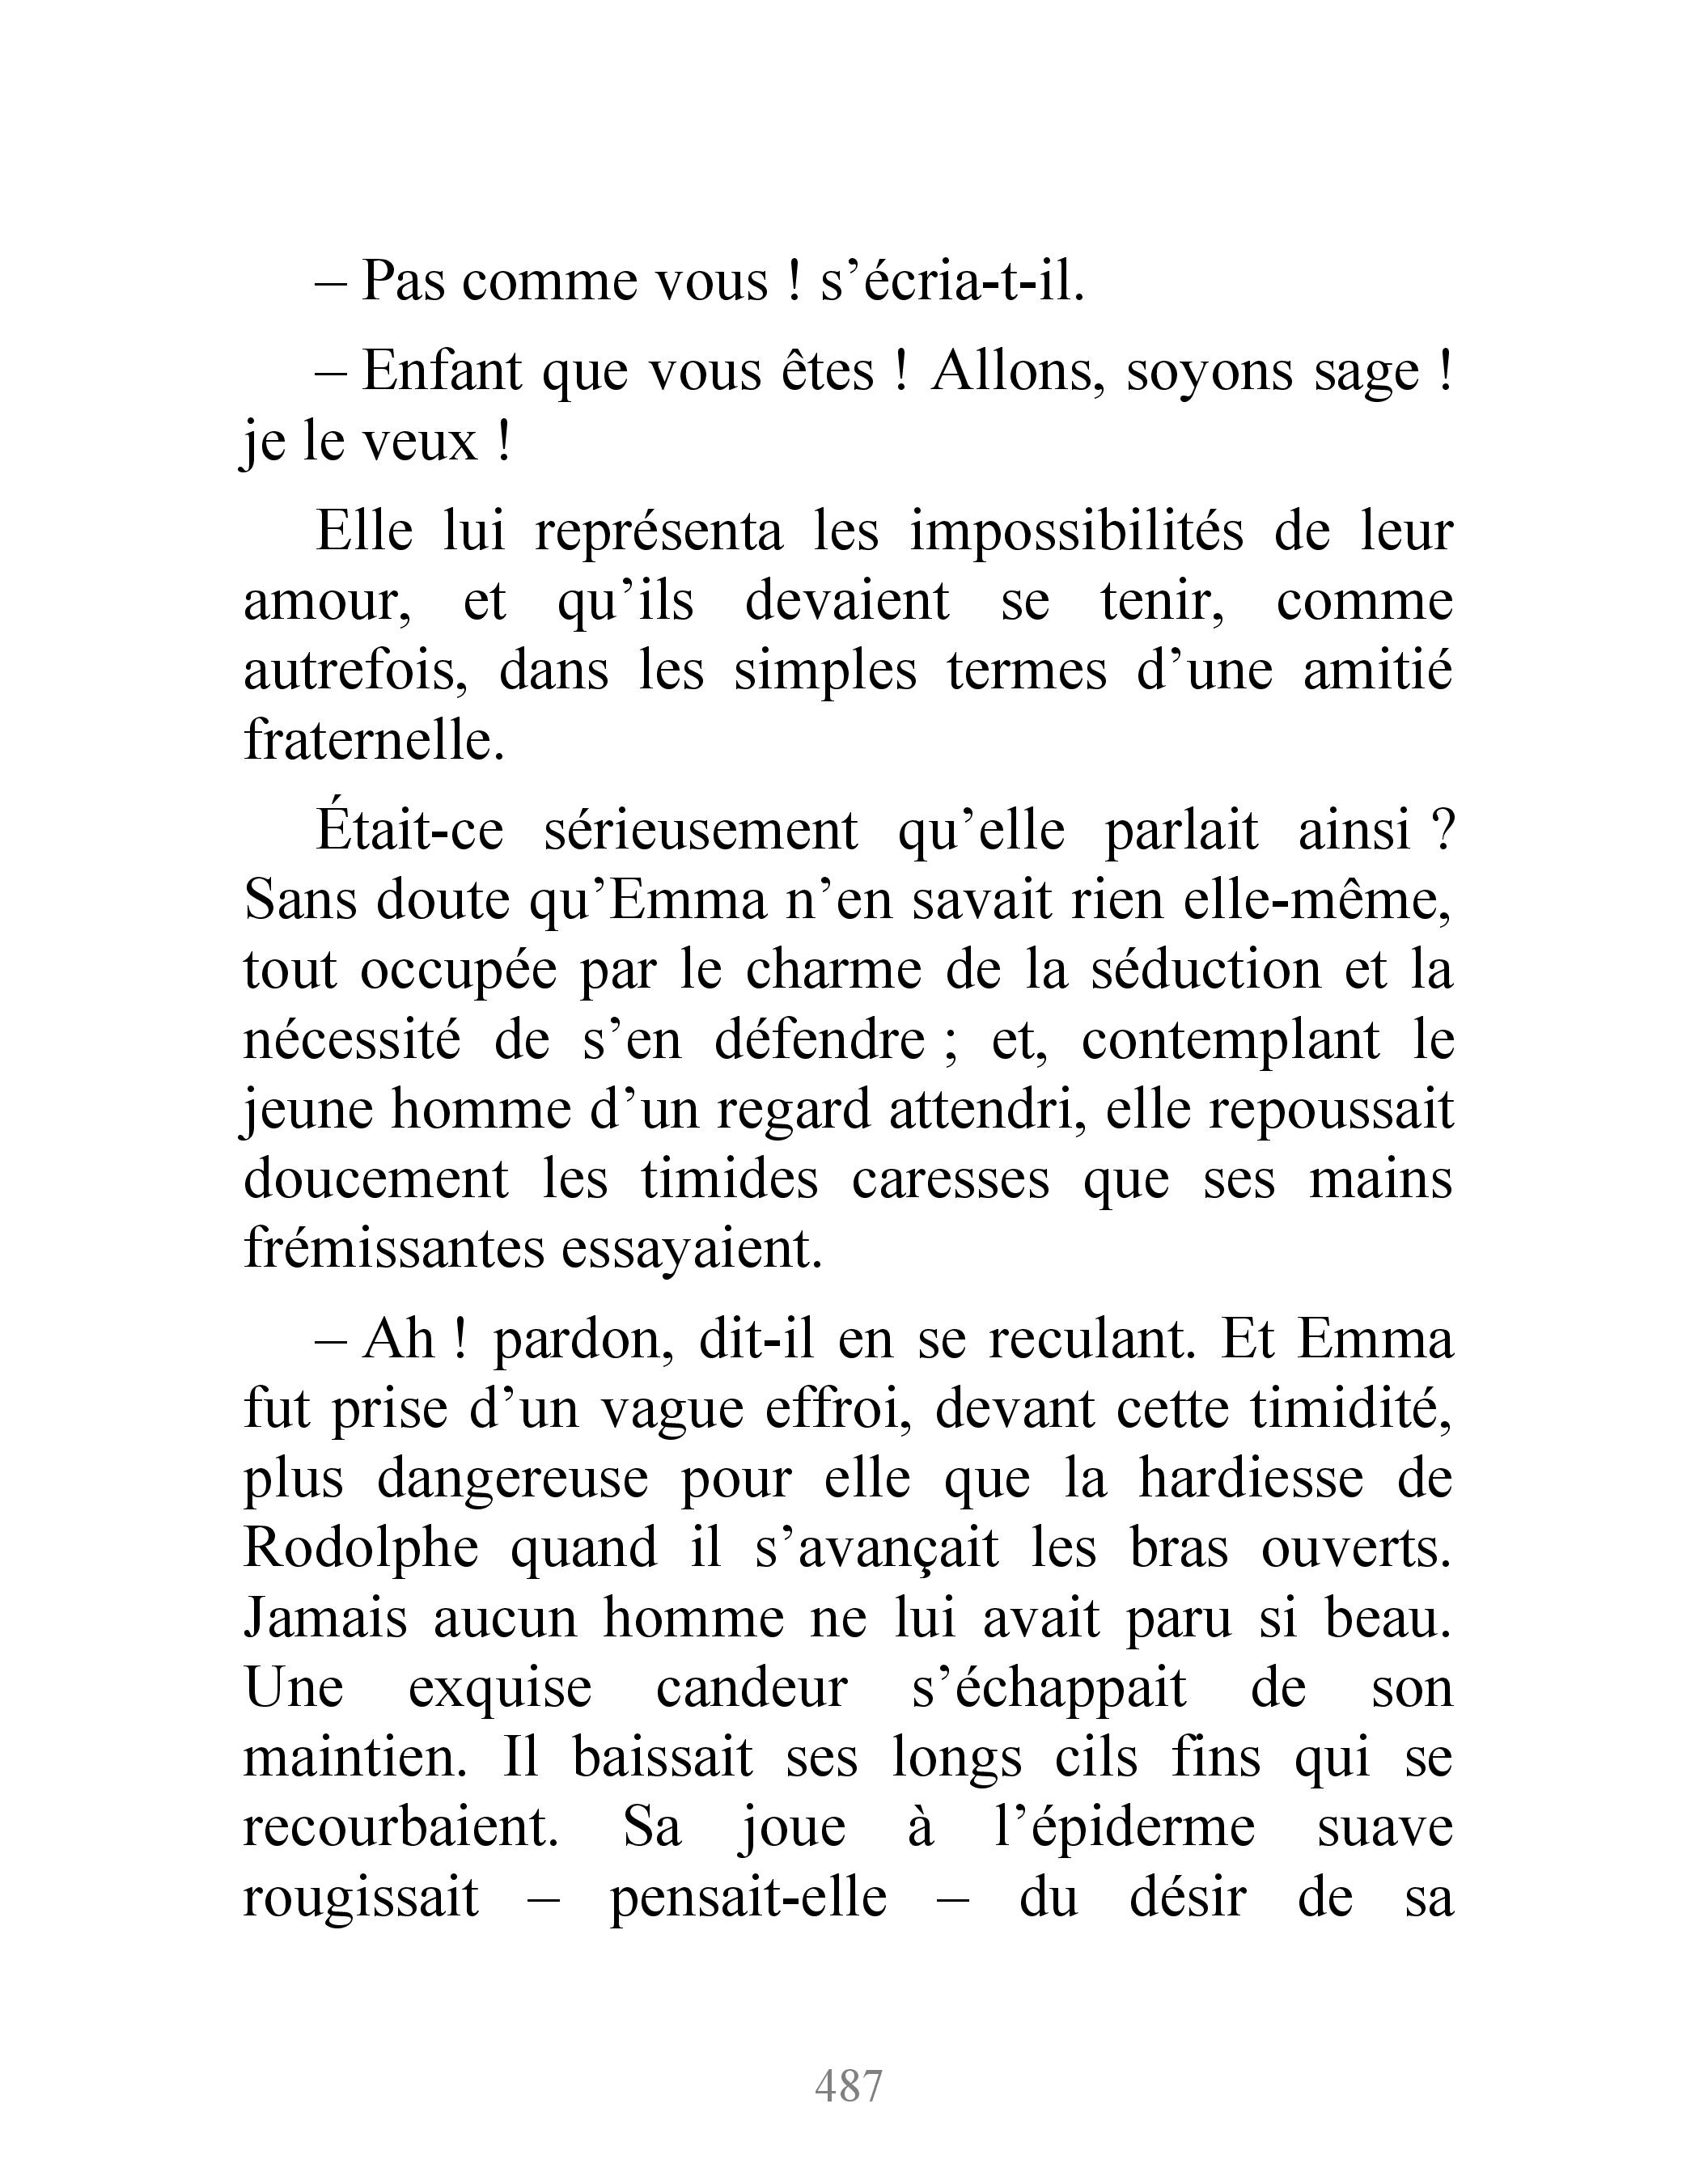 – Pas comme vous ! s’écria-t-il.
– Enfant que vous êtes ! Allons, soyons sage !
je le veux !
Elle lui représenta les impossibilités de leur
amour, et qu’ils devaient se tenir, comme
autrefois, dans les simples termes d’une amitié
fraternelle.
Était-ce sérieusement qu’elle parlait ainsi ?
Sans doute qu’Emma n’en savait rien elle-même,
tout occupée par le charme de la séduction et la
nécessité de s’en défendre ; et, contemplant le
jeune homme d’un regard attendri, elle repoussait
doucement les timides caresses que ses mains
frémissantes essayaient.
– Ah ! pardon, dit-il en se reculant. Et Emma
fut prise d’un vague effroi, devant cette timidité,
plus dangereuse pour elle que la hardiesse de
Rodolphe quand il s’avançait les bras ouverts.
Jamais aucun homme ne lui avait paru si beau.
Une exquise candeur s’échappait de son
maintien. Il baissait ses longs cils fins qui se
recourbaient. Sa joue à l’épiderme suave
rougissait – pensait-elle – du désir de sa
487